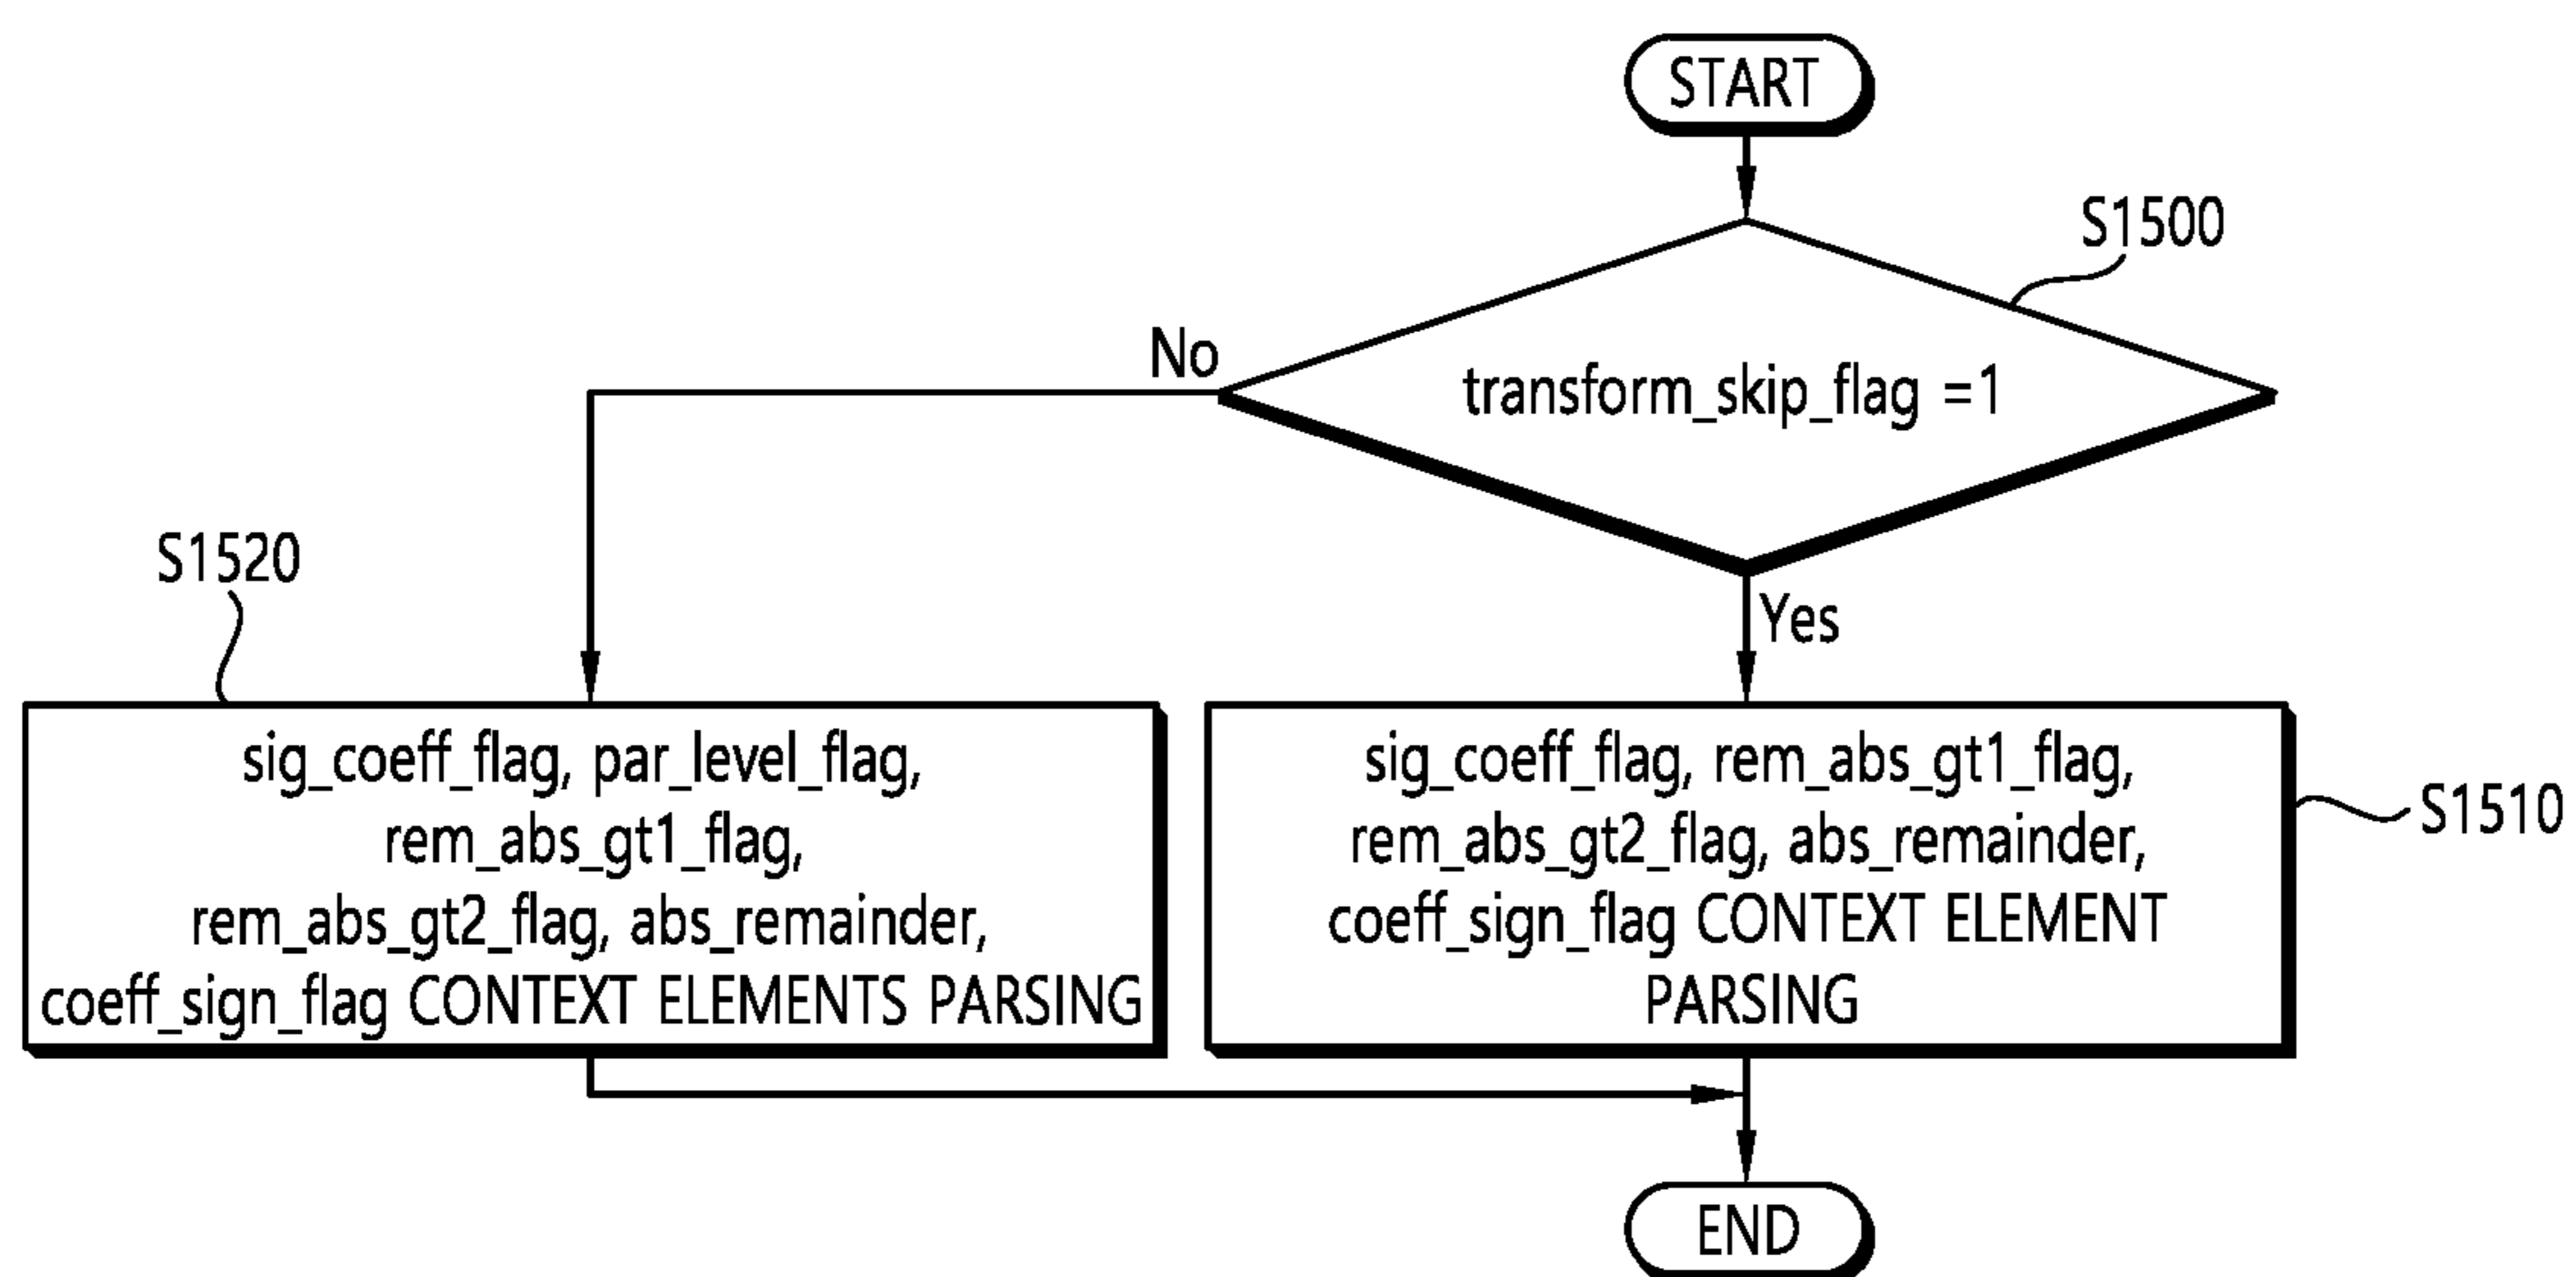 START
S1500
transform_skip_flag =1
No
Yes
S1520
sig_coeff_flag, par_level_flag,
rem_abs_gt1_flag,
rem_abs_gt2_flag, abs_remainder,
coeff_sign_flag CONTEXT ELEMENTS PARSING
sig_coeff_flag, rem_abs_gt1_flag,
rem_abs_gt2_flag, abs_remainder,
coeff_sign_flag CONTEXT ELEMENT
PARSING
S1510
END